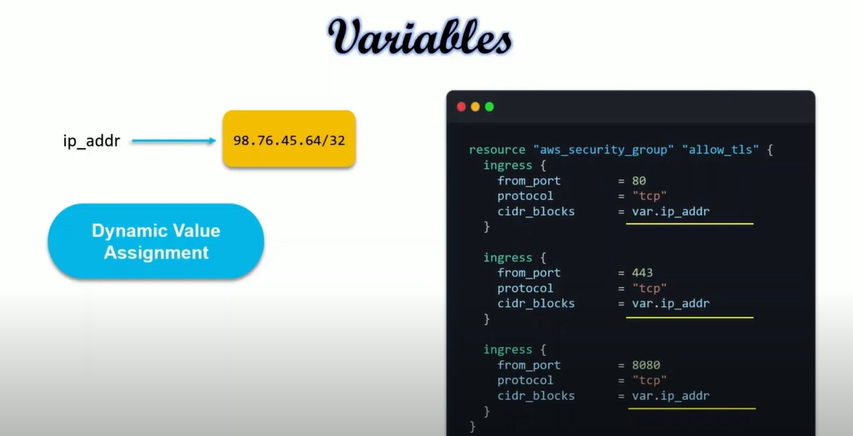 Variables
ip_addr
98.76.45.64/32
Dynamic Value
Assignment
resource "aws_security_group" "allow_tls" {
  ingress {
    from_port        = 80
    protocol         = "tcp"
    cidr_blocks      = var.ip_addr
  }
  ingress {
    from_port        = 443
    protocol         = "tcp"
    cidr_blocks      = var.ip_addr
  }
  ingress {
    from_port        = 8080
    protocol         = "tcp"
    cidr_blocks      = var.ip_addr
  }
}